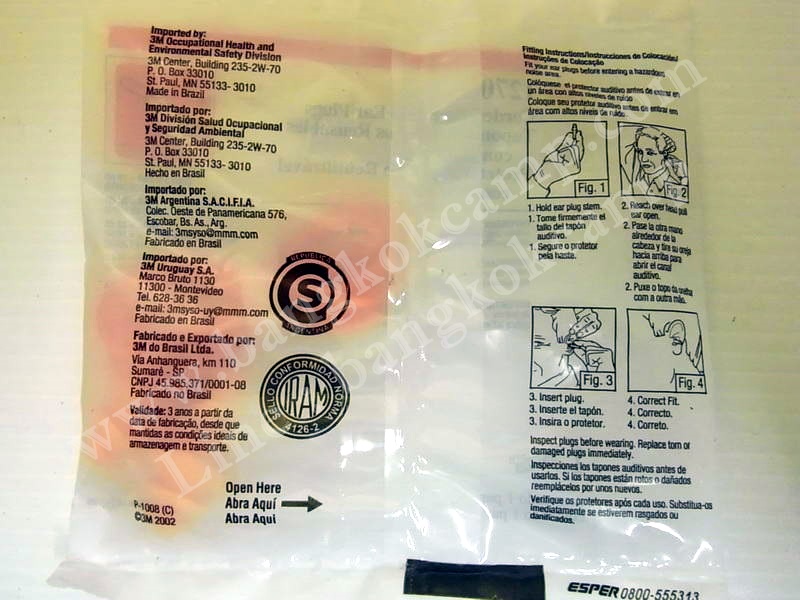 Imported by:
3M Occupational Health and
Environmental Safety Division
3M Center, Building 235-2W-70
P. O. Box 33010
St. Paul, MN 55133- 3010
Made in Brazil
Importado por:
3M División Salud Ocupacional
y Seguridad Ambiental
3M Center, Building 235-2W-70
P.O. Box 33010
St. Paul, MN 55133 - 3010
Hecho en Brasil
Importado por:
3M Argentina S.A.C.I.F.I.A.
Colec. Oeste de Panamericana 576,
Escobar, Bs. As., Arg.
e-mail: 3msyso@mmm.com
Fabricado en Brasil
Importado por:
3M Uruguay S.A.
Marco Bruto 1130
11300 - Montevideo
Tel. 628-36 36
e-mail: 3msyso-uy@mmm.com
Fabricado en Brasil
Fabricado e Exportado por:
3M do Brasil Ltda.
Via Anhanguera, km 110
Sumaré - SP
CNPJ 45.985.371/0001-08
Fabricado no Brasil
Validade: 3 anos a partir da
data de fabricação, desde que
mantidas as condições ideais de
armazenagem e transporte.
P-1008 (C)
©3M 2002
REPUBLICA
S
ARGENTINA
SELLO CONFORMIDAD NORMA
IRAM
4126-2
Open Here
Abra Aquí
Abra Aqui
Fitting Instructions/Instrucciones de Colocación/
Instruções de Colocação
Fit your ear plugs before entering a hazardous
noise area.
Colóquese el protector auditivo antes de entrar en
un área con altos niveles de ruido
Coloque seu protetor auditivo antes de entrar em
área com altos níveis de ruído
Fig. 1
Fig. 2
1. Hold ear plug stem.
1. Tome firmemente el
tallo del tapón
auditivo.
1. Segure o protetor
pela haste.
2. Reach over head pull
ear open.
2. Pase la otra mano
alrededor de la
cabeza y tire su oreja
hacia arriba para
abrir el canal
auditivo.
2. Puxe o topo da orelha
com a outra mão.
Fig. 3
Fig. 4
3. Insert plug.
3. Inserte el tapón.
3. Insira o protetor.
4. Correct Fit.
4. Correcto.
4. Correto.
Inspect plugs before wearing. Replace torn or
damaged plugs immediately.
Inspecciones los tapones auditivos antes de
su uso. Si los tapones están rotos o dañados
reemplácelos por unos nuevos.
Verifique os protetores após cada uso. Substitua-os
imediatamente se estiverem rasgados ou
danificados.
ESPER 0800-555313
www.bangkokcamp.com